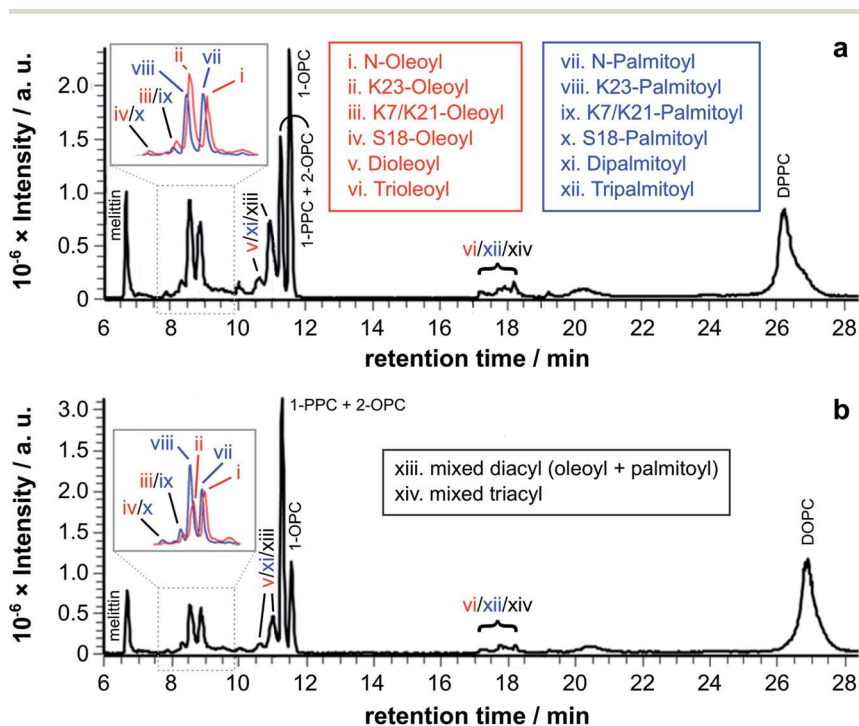 a
10⁻⁶ × Intensity / a. u.
2.0
1.5
1.0
0.5
0
viii
ii
vii
i
iii/ix
iv/x
melittin
v/xi/xiii
1-PPC + 2-OPC
1-OPC
i. N-Oleoyl
ii. K23-Oleoyl
iii. K7/K21-Oleoyl
iv. S18-Oleoyl
v. Dioleoyl
vi. Trioleoyl
vii. N-Palmitoyl
viii. K23-Palmitoyl
ix. K7/K21-Palmitoyl
x. S18-Palmitoyl
xi. Dipalmitoyl
xii. Tripalmitoyl
vi/xii/xiv
DPPC
6 8 10 12 14 16 18 20 22 24 26 28
retention time / min
b
10⁻⁶ × Intensity / a. u.
3.0
2.5
2.0
1.5
1.0
0.5
0
viii
ii
vii
i
iii/ix
iv/x
melittin
v/xi/xiii
1-PPC + 2-OPC
1-OPC
xiii. mixed diacyl (oleoyl + palmitoyl)
xiv. mixed triacyl
vi/xii/xiv
DOPC
6 8 10 12 14 16 18 20 22 24 26 28
retention time / min